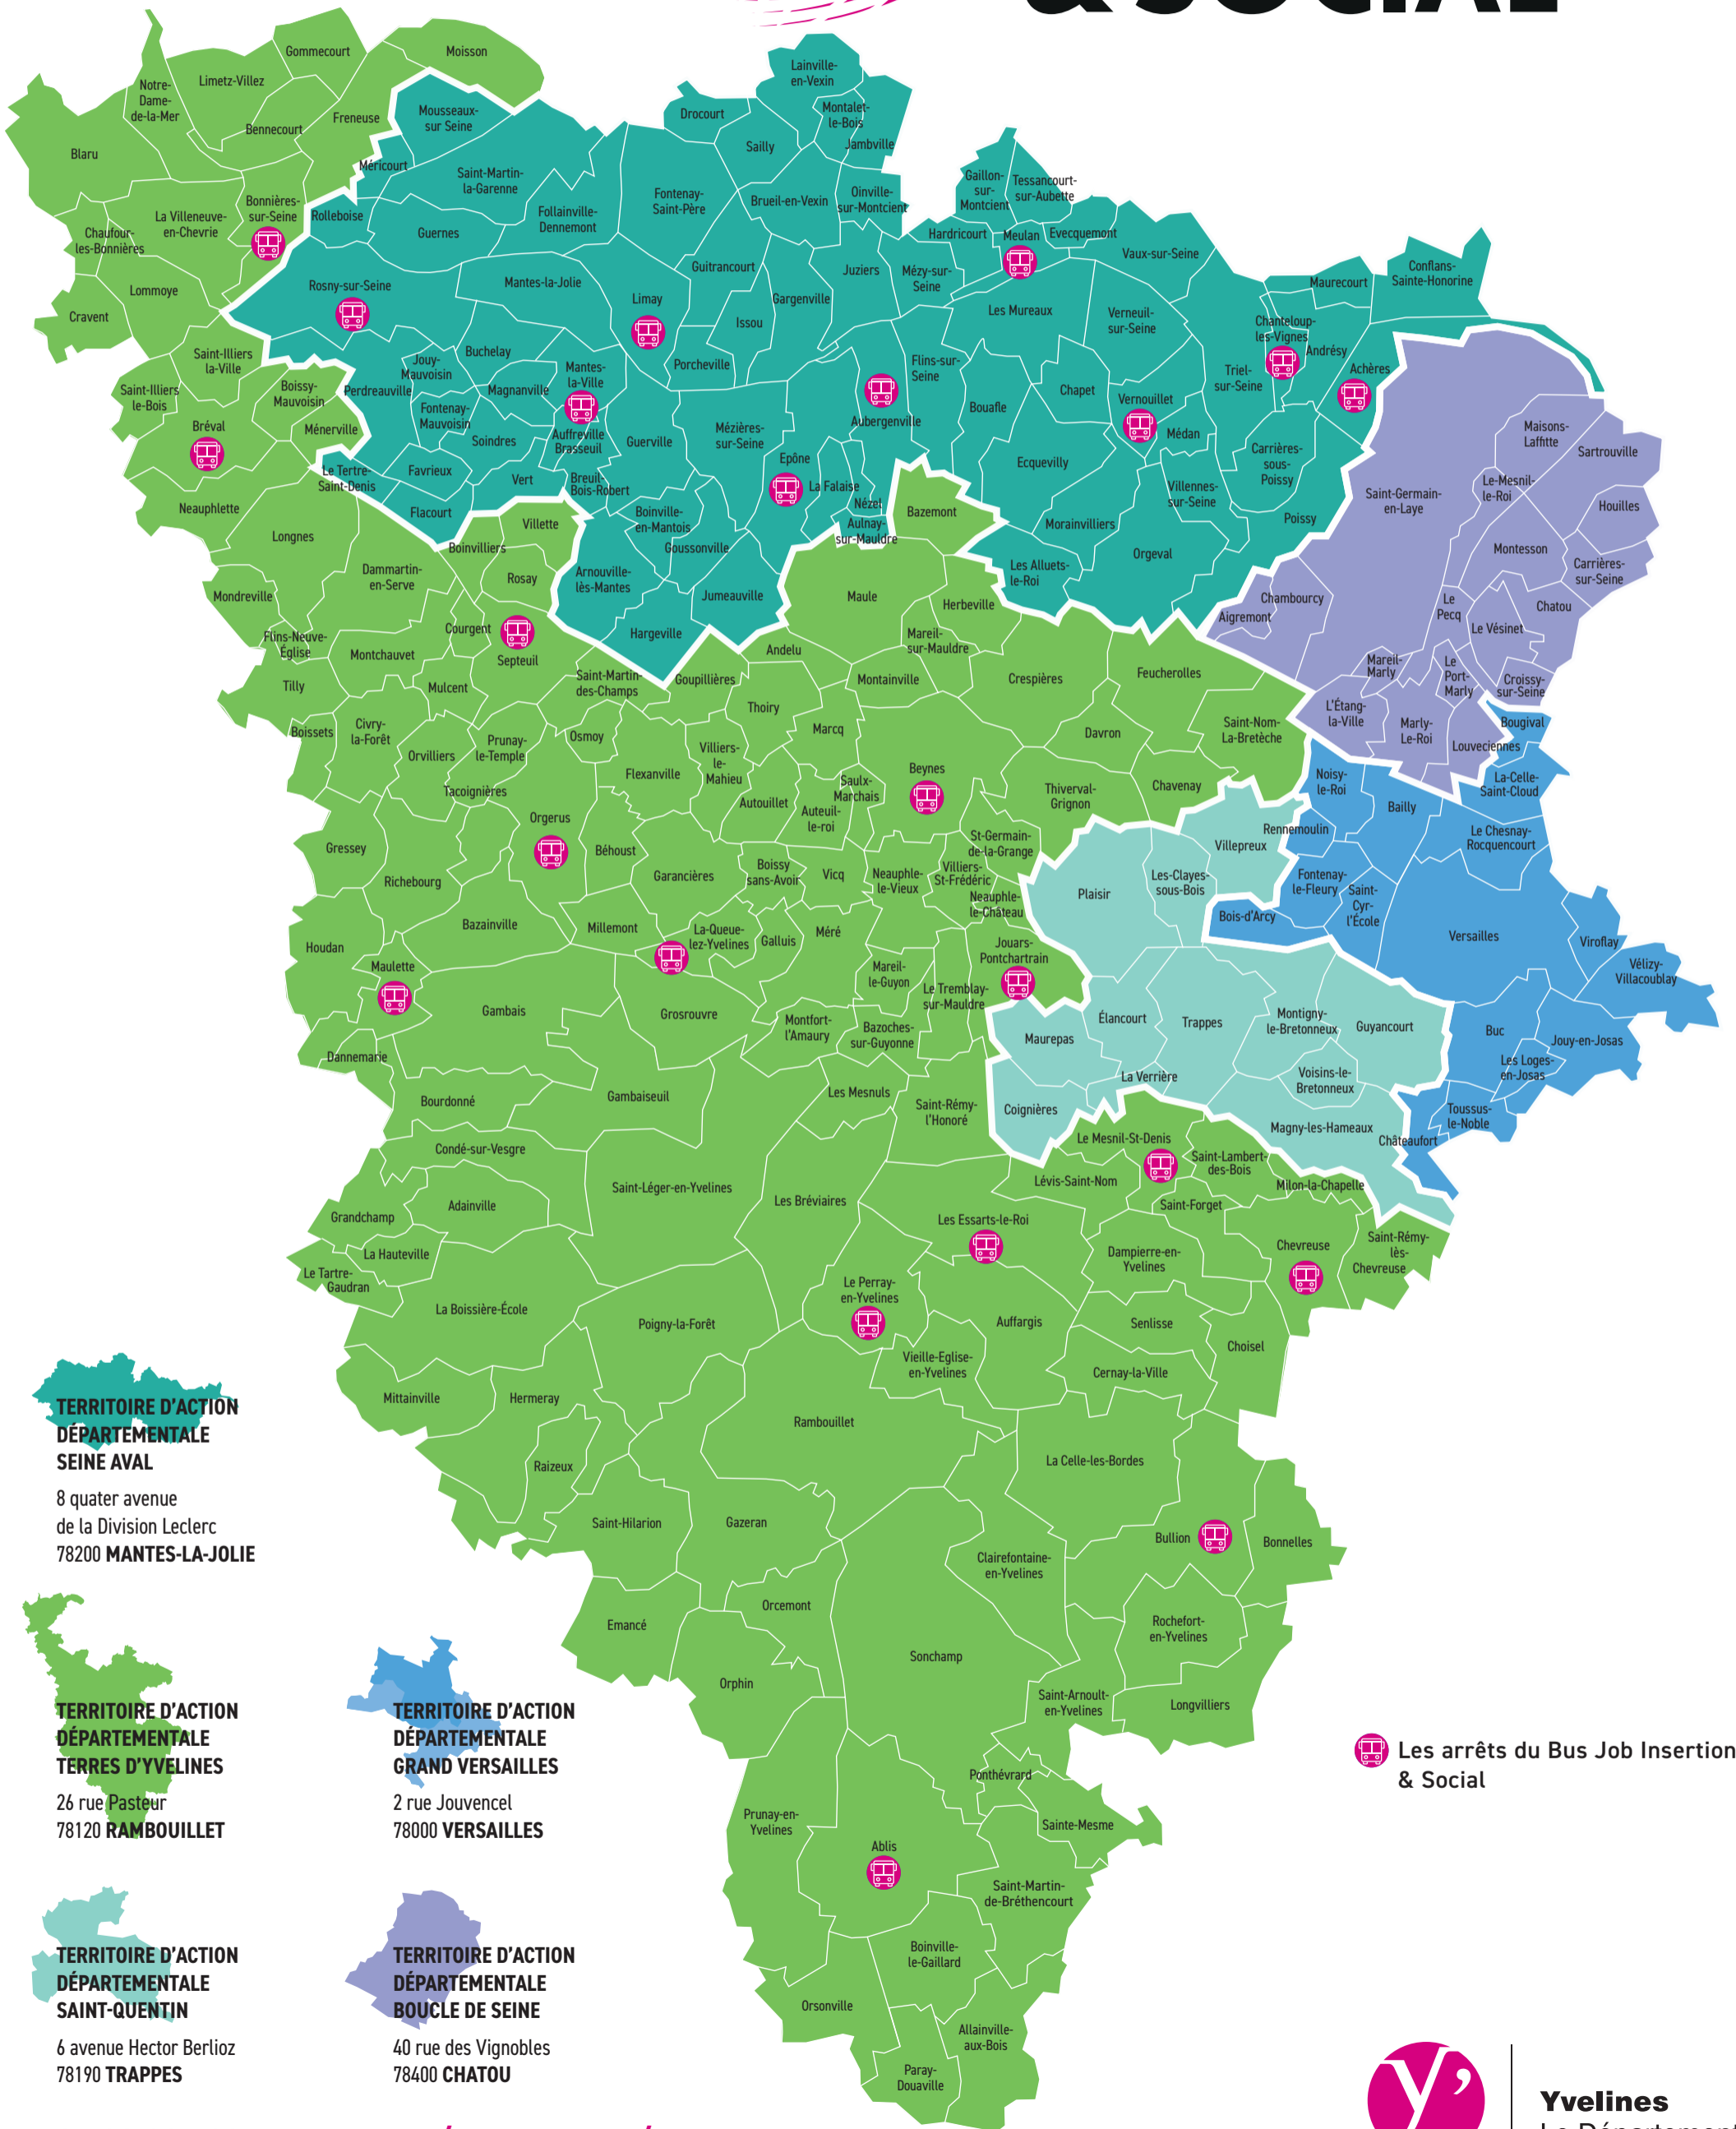 Gommecourt
Moisson
Limetz-Villez
Notre-
Dame-
de-la-Mer
Bennecourt
Freneuse
Blaru
Mousseaux-
sur Seine
Méricourt
Saint-Martin-
la-Garenne
Lainville-
en-Vexin
Drocourt
Montalet-
le-Bois
Sailly
Jambville
Bonnières-
sur-Seine
La Villeneuve-
en-Chevrie
Chaufour-
les-Bonnières
Rolleboise
Guernes
Follainville-
Dennemont
Fontenay-
Saint-Père
Brueil-en-Vexin
Oinville-
sur-Montcient
Gaillon-
sur-
Montcient
Tessancourt-
sur-Aubette
Hardricourt
Meulan
Evecquemont
Vaux-sur-Seine
Lommoye
Cravent
Rosny-sur-Seine
Mantes-la-Jolie
Limay
Guitrancourt
Gargenville
Juziers
Mézy-sur-
Seine
Issou
Les Mureaux
Verneuil-
sur-Seine
Maurecourt
Conflans-
Sainte-Honorine
Chanteloup-
les-Vignes
Andrésy
Achères
Triel-
sur-Seine
Saint-Illiers
la-Ville
Saint-Illiers
le-Bois
Boissy-
Mauvoisin
Ménerville
Bréval
Perdreauville
Jouy-
Mauvoisin
Buchelay
Magnanville
Mantes-
la-Ville
Porcheville
Flins-sur-
Seine
Aubergenville
Bouafle
Chapet
Vernouillet
Médan
Fontenay-
Mauvoisin
Soindres
Auffreville
Brasseuil
Guerville
Mézières-
sur-Seine
Epône
La Falaise
Nézel
Aulnay-
sur-Mauldre
Ecquevilly
Carrières-
sous-
Poissy
Villennes-
sur-Seine
Poissy
Morainvilliers
Orgeval
Les Alluets-
le-Roi
Le Tertre-
Saint-Denis
Favrieux
Flacourt
Vert
Breuil-
Bois-Robert
Boinville-
en-Mantois
Goussonville
Arnouville-
lès-Mantes
Jumeauville
Hargeville
Maisons-
Laffitte
Sartrouville
Le-Mesnil-
le-Roi
Saint-Germain-
en-Laye
Houilles
Montesson
Carrières-
sur-Seine
Chambourcy
Aigremont
Le
Pecq
Le Vésinet
Chatou
Mareil-
Marly
Le
Port-
Marly
Croissy-
sur-Seine
L'Étang-
la-Ville
Marly-
Le-Roi
Louveciennes
Bougival
La-Celle-
Saint-Cloud
Neauphlette
Longnes
Villette
Boinvilliers
Rosay
Dammartin-
en-Serve
Mondreville
Flins-Neuve-
Église
Tilly
Montchauvet
Courgent
Septeuil
Mulcent
Saint-Martin-
des-Champs
Goupillières
Andelu
Maule
Bazemont
Herbeville
Mareil-
sur-Mauldre
Montainville
Crespières
Feucherolles
Saint-Nom-
La-Bretèche
Davron
Chavenay
Thiverval-
Grignon
Thoiry
Marcq
Beynes
Boissets
Civry-
la-Forêt
Orvilliers
Prunay-
le-Temple
Osmoy
Tacoignières
Flexanville
Villiers-
le-
Mahieu
Autouillet
Saulx-
Marchais
Auteuil-
le-roi
Orgerus
Béhoust
Gressey
Richebourg
Garancières
Boissy
sans-Avoir
Vicq
Neauphle-
le-Vieux
Villiers-
St-Frédéric
St-Germain-
de-la-Grange
Neauphle-
le-Château
Jouars-
Pontchartrain
Noisy-
le-Roi
Bailly
Rennemoulin
Le Chesnay-
Rocquencourt
Villepreux
Les-Clayes-
sous-Bois
Plaisir
Fontenay-
le-Fleury
Saint-
Cyr-
l'École
Bois-d'Arcy
Versailles
Viroflay
Vélizy-
Villacoublay
Buc
Jouy-en-Josas
Les Loges-
en-Josas
Toussus-
le-Noble
Châteaufort
Houdan
Maulette
Bazainville
Millemont
La-Queue-
lez-Yvelines
Galluis
Méré
Mareil-
le-Guyon
Le Tremblay-
sur-Mauldre
Gambais
Grosrouvre
Montfort-
l'Amaury
Bazoches-
sur-Guyonne
Dannemarie
Bourdonné
Gambaiseuil
Les Mesnuls
Saint-Rémy-
l'Honoré
Maurepas
Élancourt
Trappes
Montigny-
le-Bretonneux
Guyancourt
La Verrière
Voisins-le-
Bretonneux
Coignières
Magny-les-Hameaux
Condé-sur-Vesgre
Adainville
Grandchamp
La Hauteville
Le Tartre-
Gaudran
Saint-Léger-en-Yvelines
Les Bréviaires
Le Mesnil-St-Denis
Lévis-Saint-Nom
Saint-Lambert-
des-Bois
Milon-la-Chapelle
Saint-Forget
Les Essarts-le-Roi
Dampierre-en-
Yvelines
Chevreuse
Saint-Rémy-
lès-
Chevreuse
La Boissière-École
Poigny-la-Forêt
Le Perray-
en-Yvelines
Auffargis
Senlisse
Choisel
Vieille-Eglise-
en-Yvelines
Cernay-la-Ville
Mittainville
Hermeray
Raizeux
Rambouillet
La Celle-les-Bordes
Saint-Hilarion
Gazeran
Bullion
Bonnelles
Clairefontaine-
en-Yvelines
Orcemont
Emancé
Rochefort-
en-Yvelines
Sonchamp
Orphin
Saint-Arnoult-
en-Yvelines
Longvilliers
Ponthévrard
Prunay-en-
Yvelines
Sainte-Mesme
Ablis
Saint-Martin-
de-Bréthencourt
Boinville-
le-Gaillard
Orsonville
Allainville-
aux-Bois
Paray-
Douaville
TERRITOIRE D'ACTION
DÉPARTEMENTALE
SEINE AVAL
8 quater avenue
de la Division Leclerc
78200 MANTES-LA-JOLIE
TERRITOIRE D'ACTION
DÉPARTEMENTALE
TERRES D'YVELINES
26 rue Pasteur
78120 RAMBOUILLET
TERRITOIRE D'ACTION
DÉPARTEMENTALE
GRAND VERSAILLES
2 rue Jouvencel
78000 VERSAILLES
TERRITOIRE D'ACTION
DÉPARTEMENTALE
SAINT-QUENTIN
6 avenue Hector Berlioz
78190 TRAPPES
TERRITOIRE D'ACTION
DÉPARTEMENTALE
BOUCLE DE SEINE
40 rue des Vignobles
78400 CHATOU
Les arrêts du Bus Job Insertion
& Social
Yvelines